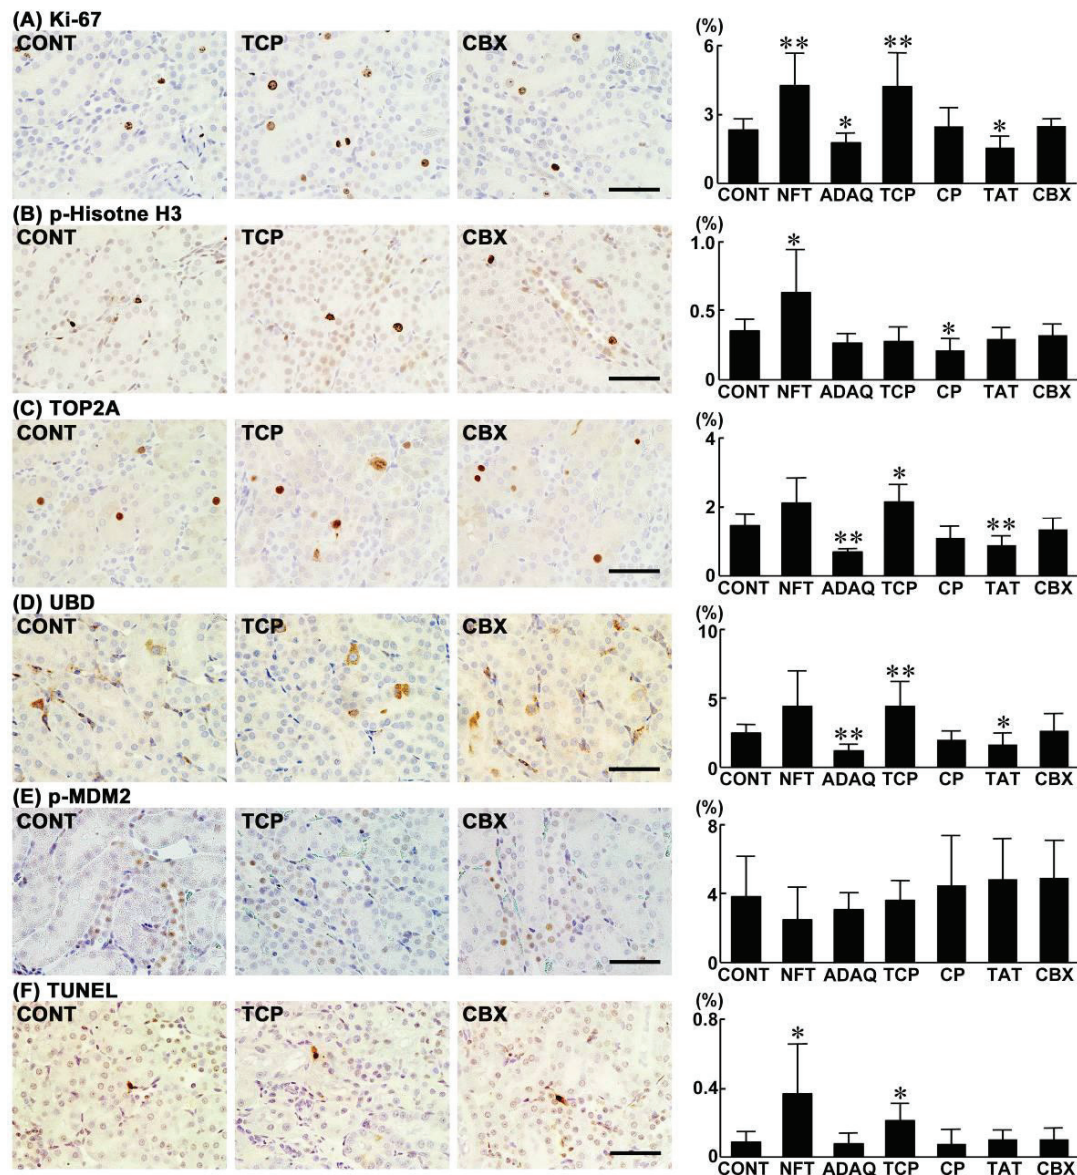 (A) Ki-67
CONT TCP CBX
(%)
6
3
0
** ** * *
CONT NFT ADAQ TCP CP TAT CBX
(B) p-Hisotne H3
CONT TCP CBX
(%)
1.0
0.5
0
* *
CONT NFT ADAQ TCP CP TAT CBX
(C) TOP2A
CONT TCP CBX
(%)
4
2
0
* ** **
CONT NFT ADAQ TCP CP TAT CBX
(D) UBD
CONT TCP CBX
(%)
10
5
0
** ** *
CONT NFT ADAQ TCP CP TAT CBX
(E) p-MDM2
CONT TCP CBX
(%)
8
4
0
CONT NFT ADAQ TCP CP TAT CBX
(F) TUNEL
CONT TCP CBX
(%)
0.8
0.4
0
* *
CONT NFT ADAQ TCP CP TAT CBX